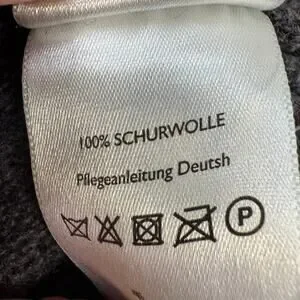 100% SCHURWOLLE
Pflegeanleitung Deutsh
P